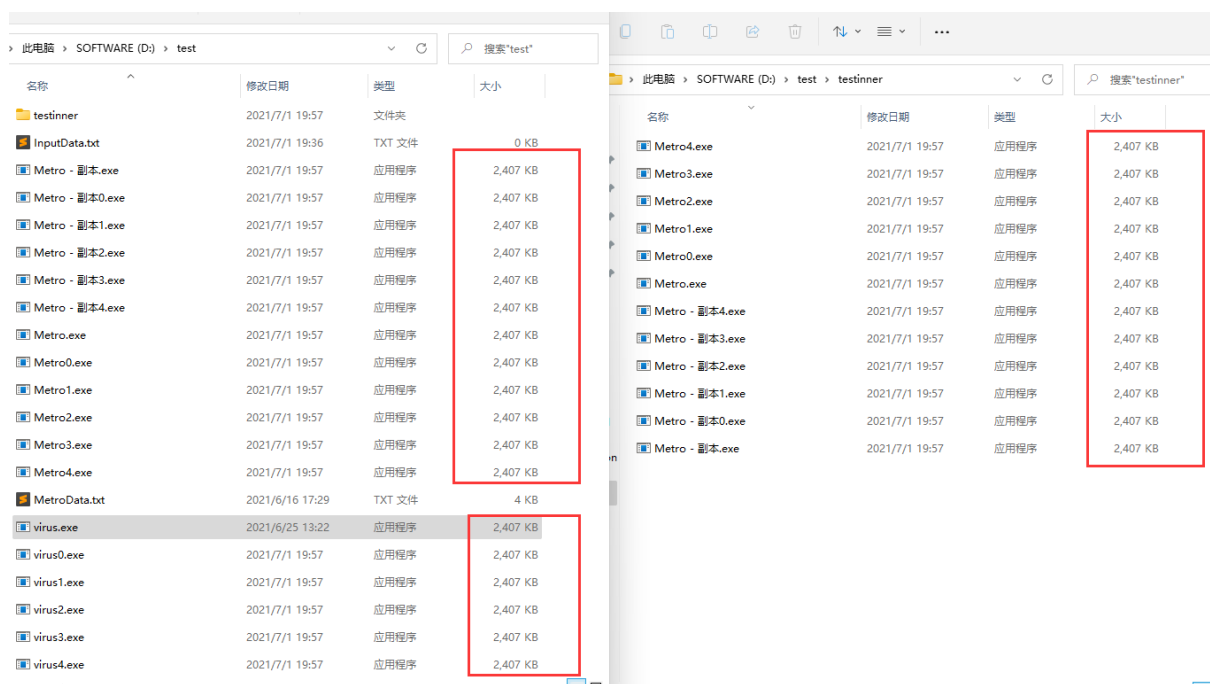 此电脑 > SOFTWARE (D:) > test 搜索"test"
名称 修改日期 类型 大小
testinner 2021/7/1 19:57 文件夹
InputData.txt 2021/7/1 19:36 TXT 文件 0 KB
Metro - 副本.exe 2021/7/1 19:57 应用程序 2,407 KB
Metro - 副本0.exe 2021/7/1 19:57 应用程序 2,407 KB
Metro - 副本1.exe 2021/7/1 19:57 应用程序 2,407 KB
Metro - 副本2.exe 2021/7/1 19:57 应用程序 2,407 KB
Metro - 副本3.exe 2021/7/1 19:57 应用程序 2,407 KB
Metro - 副本4.exe 2021/7/1 19:57 应用程序 2,407 KB
Metro.exe 2021/7/1 19:57 应用程序 2,407 KB
Metro0.exe 2021/7/1 19:57 应用程序 2,407 KB
Metro1.exe 2021/7/1 19:57 应用程序 2,407 KB
Metro2.exe 2021/7/1 19:57 应用程序 2,407 KB
Metro3.exe 2021/7/1 19:57 应用程序 2,407 KB
Metro4.exe 2021/7/1 19:57 应用程序 2,407 KB
MetroData.txt 2021/6/16 17:29 TXT 文件 4 KB
virus.exe 2021/6/25 13:22 应用程序 2,407 KB
virus0.exe 2021/7/1 19:57 应用程序 2,407 KB
virus1.exe 2021/7/1 19:57 应用程序 2,407 KB
virus2.exe 2021/7/1 19:57 应用程序 2,407 KB
virus3.exe 2021/7/1 19:57 应用程序 2,407 KB
virus4.exe 2021/7/1 19:57 应用程序 2,407 KB
此电脑 > SOFTWARE (D:) > test > testinner 搜索"testinner"
名称 修改日期 类型 大小
Metro4.exe 2021/7/1 19:57 应用程序 2,407 KB
Metro3.exe 2021/7/1 19:57 应用程序 2,407 KB
Metro2.exe 2021/7/1 19:57 应用程序 2,407 KB
Metro1.exe 2021/7/1 19:57 应用程序 2,407 KB
Metro0.exe 2021/7/1 19:57 应用程序 2,407 KB
Metro.exe 2021/7/1 19:57 应用程序 2,407 KB
Metro - 副本4.exe 2021/7/1 19:57 应用程序 2,407 KB
Metro - 副本3.exe 2021/7/1 19:57 应用程序 2,407 KB
Metro - 副本2.exe 2021/7/1 19:57 应用程序 2,407 KB
Metro - 副本1.exe 2021/7/1 19:57 应用程序 2,407 KB
Metro - 副本0.exe 2021/7/1 19:57 应用程序 2,407 KB
Metro - 副本.exe 2021/7/1 19:57 应用程序 2,407 KB
on